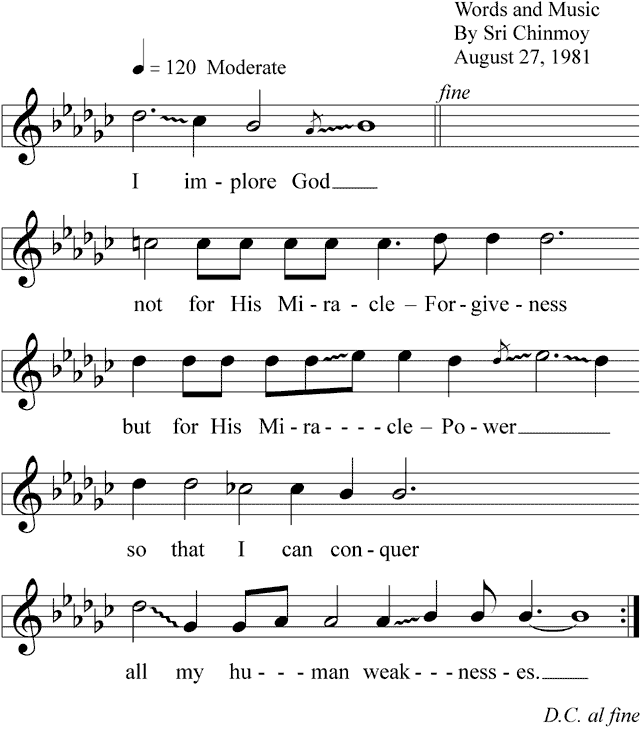 Words and Music
By Sri Chinmoy
August 27, 1981
= 120 Moderate
fine
I im - plore God
not for His Mi - ra - cle – For - give - ness
but for His Mi - ra - - - - cle – Po - wer
so that I can con - quer
all my hu - - - man weak - - - ness - es.
D.C. al fine